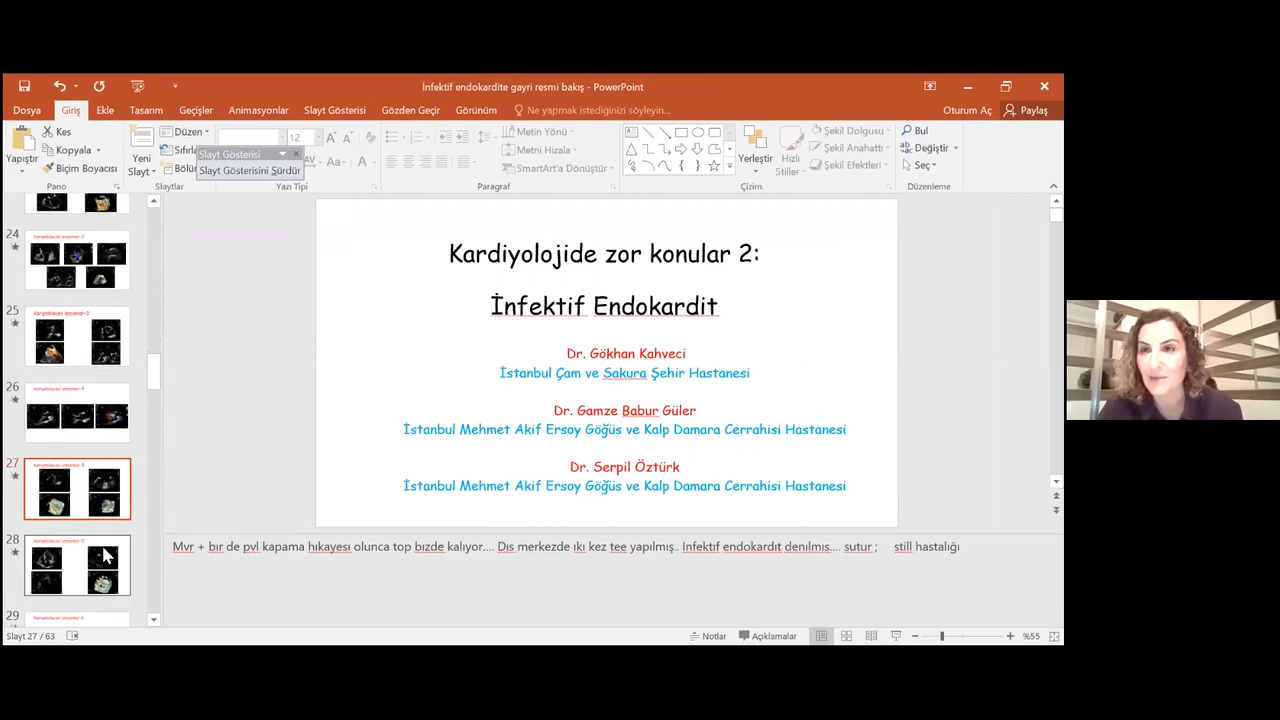 İnfektif endokardite gayri resmi bakış - PowerPoint
Dosya Giriş Ekle Tasarım Geçişler Animasyonlar Slayt Gösterisi Gözden Geçir Görünüm Ne yapmak istediğinizi söyleyin... Oturum Aç Paylaş
Yapıştır
Kes
Kopyala
Biçim Boyacısı
Pano
Yeni
Slayt
Düzen
Sıfırla
Bölüm
Slaytlar
12
Slayt Gösterisi
Slayt Gösterisini Sürdür
Yazı Tipi
Metin Yönü
Metni Hizala
SmartArt'a Dönüştür
Paragraf
Yerleştir
Hızlı
Stiller
Şekil Dolgusu
Şekil Anahattı
Şekil Efektleri
Çizim
Bul
Değiştir
Seç
Düzenleme
24
25
26
27
28
29
Kardiyolojide zor konular 2:
İnfektif Endokardit
Dr. Gökhan Kahveci
İstanbul Çam ve Sakura Şehir Hastanesi
Dr. Gamze Babur Güler
İstanbul Mehmet Akif Ersoy Göğüs ve Kalp Damara Cerrahisi Hastanesi
Dr. Serpil Öztürk
İstanbul Mehmet Akif Ersoy Göğüs ve Kalp Damara Cerrahisi Hastanesi
Mvr + bır de pvl kapama hıkayesı olunca top bızde kalıyor.... Dıs merkezde ıkı kez tee yapılmış.. Infektıf endokardıt denılmıs.... sutur ; still hastalığı
Slayt 27 / 63
Notlar
Açıklamalar
%55